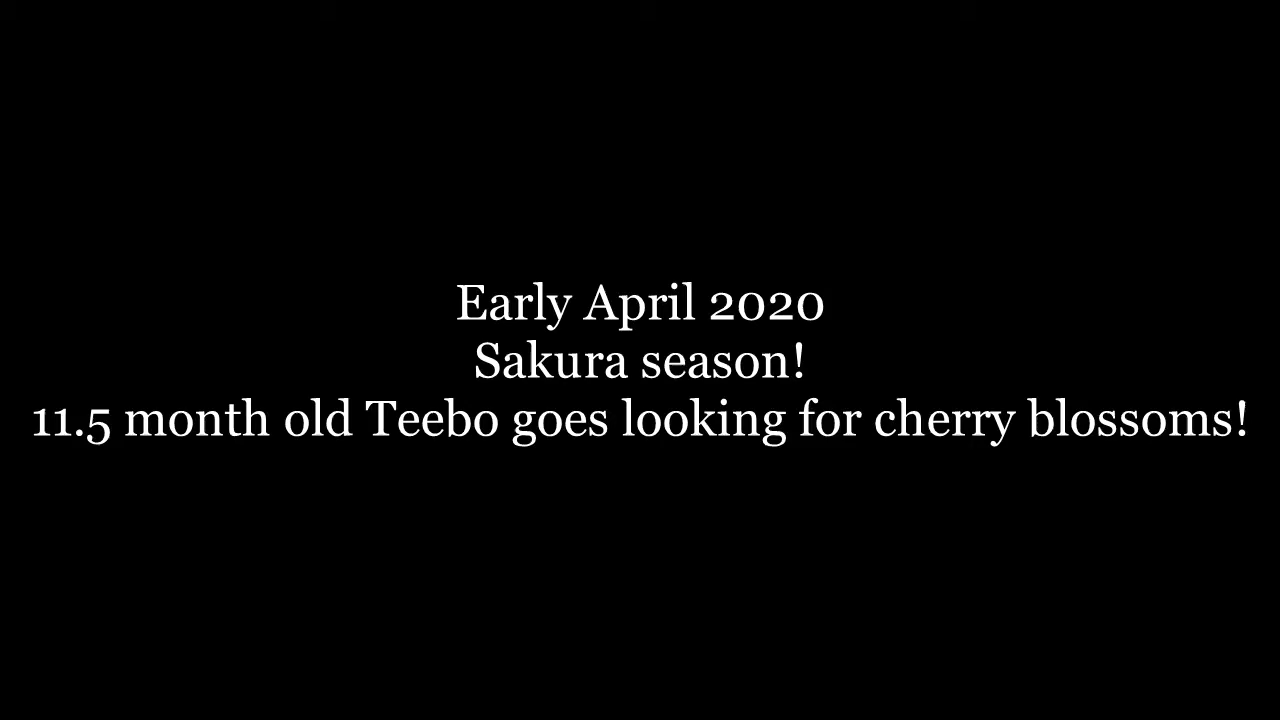 Early April 2020
Sakura season!
11.5 month old Teebo goes looking for cherry blossoms!